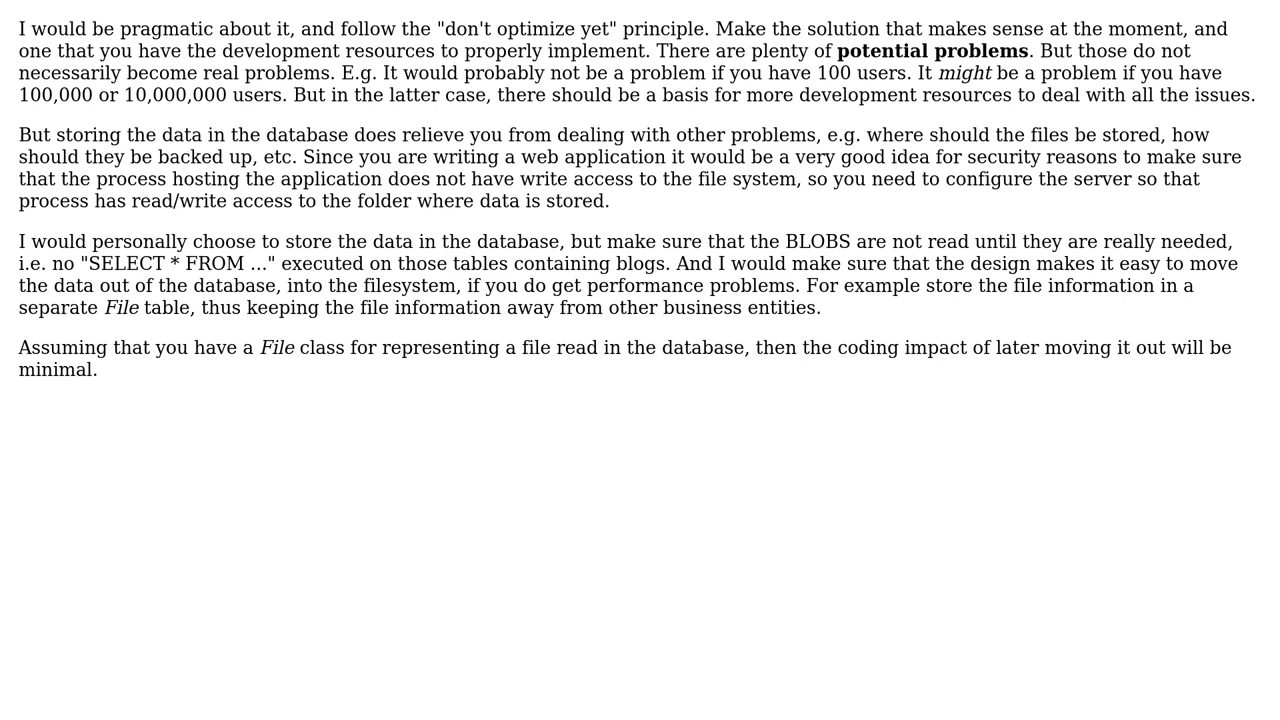 I would be pragmatic about it, and follow the "don't optimize yet" principle. Make the solution that makes sense at the moment, and
one that you have the development resources to properly implement. There are plenty of potential problems. But those do not
necessarily become real problems. E.g. It would probably not be a problem if you have 100 users. It might be a problem if you have
100,000 or 10,000,000 users. But in the latter case, there should be a basis for more development resources to deal with all the issues.
But storing the data in the database does relieve you from dealing with other problems, e.g. where should the files be stored, how
should they be backed up, etc. Since you are writing a web application it would be a very good idea for security reasons to make sure
that the process hosting the application does not have write access to the file system, so you need to configure the server so that
process has read/write access to the folder where data is stored.
I would personally choose to store the data in the database, but make sure that the BLOBS are not read until they are really needed,
i.e. no "SELECT * FROM ..." executed on those tables containing blogs. And I would make sure that the design makes it easy to move
the data out of the database, into the filesystem, if you do get performance problems. For example store the file information in a
separate File table, thus keeping the file information away from other business entities.
Assuming that you have a File class for representing a file read in the database, then the coding impact of later moving it out will be
minimal.